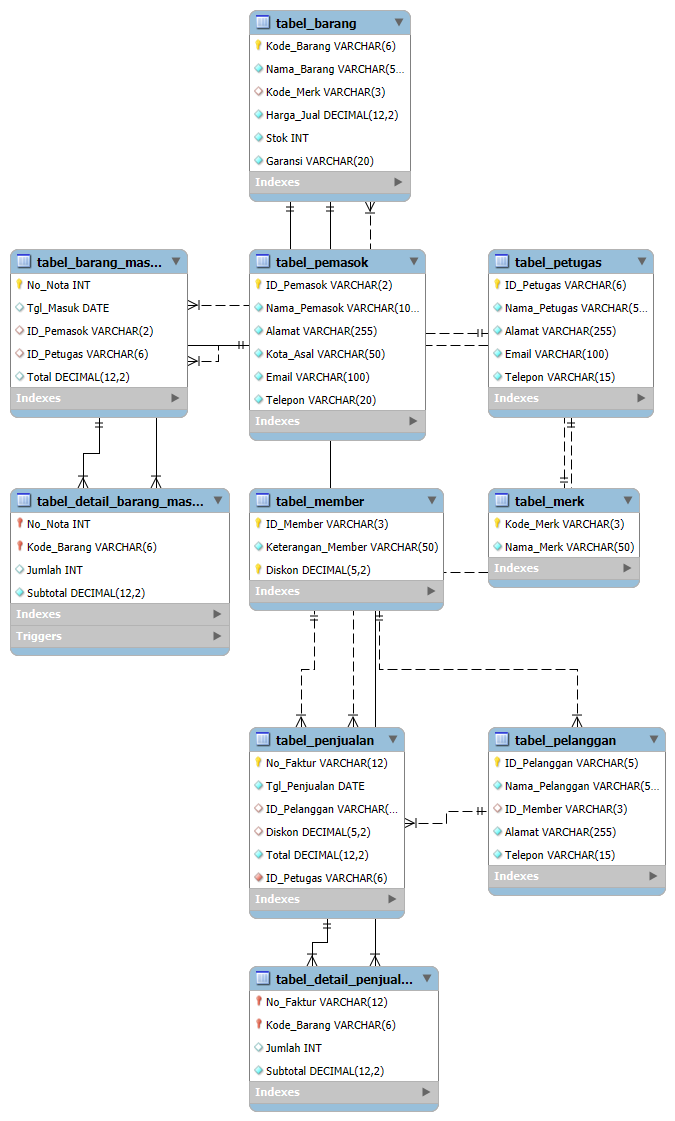 tabel_barang
Kode_Barang VARCHAR(6)
Nama_Barang VARCHAR(5...
Kode_Merk VARCHAR(3)
Harga_Jual DECIMAL(12,2)
Stok INT
Garansi VARCHAR(20)
Indexes
tabel_barang_mas...
No_Nota INT
Tgl_Masuk DATE
ID_Pemasok VARCHAR(2)
ID_Petugas VARCHAR(6)
Total DECIMAL(12,2)
Indexes
tabel_pemasok
ID_Pemasok VARCHAR(2)
Nama_Pemasok VARCHAR(10...
Alamat VARCHAR(255)
Kota_Asal VARCHAR(50)
Email VARCHAR(100)
Telepon VARCHAR(20)
Indexes
tabel_petugas
ID_Petugas VARCHAR(6)
Nama_Petugas VARCHAR(5...
Alamat VARCHAR(255)
Email VARCHAR(100)
Telepon VARCHAR(15)
Indexes
tabel_detail_barang_mas...
No_Nota INT
Kode_Barang VARCHAR(6)
Jumlah INT
Subtotal DECIMAL(12,2)
Indexes
Triggers
tabel_member
ID_Member VARCHAR(3)
Keterangan_Member VARCHAR(50)
Diskon DECIMAL(5,2)
Indexes
tabel_merk
Kode_Merk VARCHAR(3)
Nama_Merk VARCHAR(50)
Indexes
tabel_penjualan
No_Faktur VARCHAR(12)
Tgl_Penjualan DATE
ID_Pelanggan VARCHAR(...
Diskon DECIMAL(5,2)
Total DECIMAL(12,2)
ID_Petugas VARCHAR(6)
Indexes
tabel_pelanggan
ID_Pelanggan VARCHAR(5)
Nama_Pelanggan VARCHAR(5...
ID_Member VARCHAR(3)
Alamat VARCHAR(255)
Telepon VARCHAR(15)
Indexes
tabel_detail_penjual...
No_Faktur VARCHAR(12)
Kode_Barang VARCHAR(6)
Jumlah INT
Subtotal DECIMAL(12,2)
Indexes